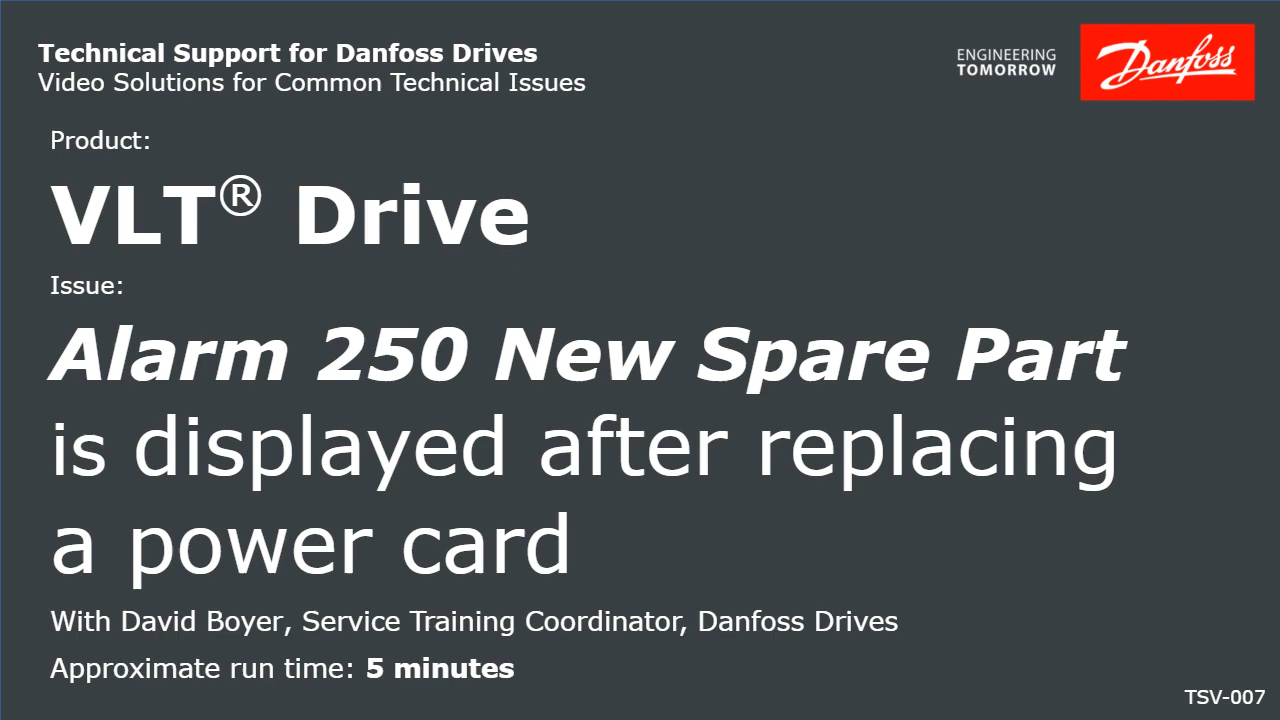 Technical Support for Danfoss Drives
Video Solutions for Common Technical Issues
ENGINEERING
TOMORROW
Danfoss
Product:
VLT® Drive
Issue:
Alarm 250 New Spare Part
is displayed after replacing
a power card
With David Boyer, Service Training Coordinator, Danfoss Drives
Approximate run time: 5 minutes
TSV-007